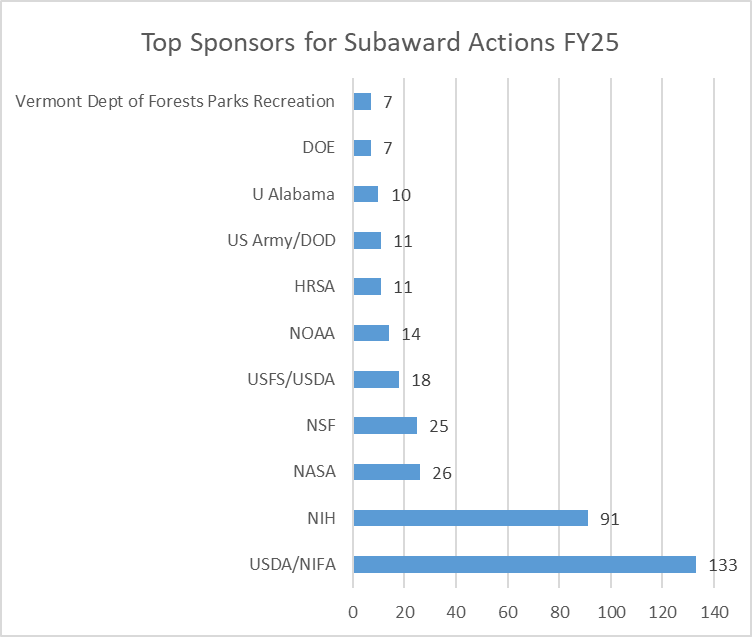 Top Sponsors for Subaward Actions FY25
Vermont Dept of Forests Parks Recreation 7
DOE 7
U Alabama 10
US Army/DOD 11
HRSA 11
NOAA 14
USFS/USDA 18
NSF 25
NASA 26
NIH 91
USDA/NIFA 133
0 20 40 60 80 100 120 140